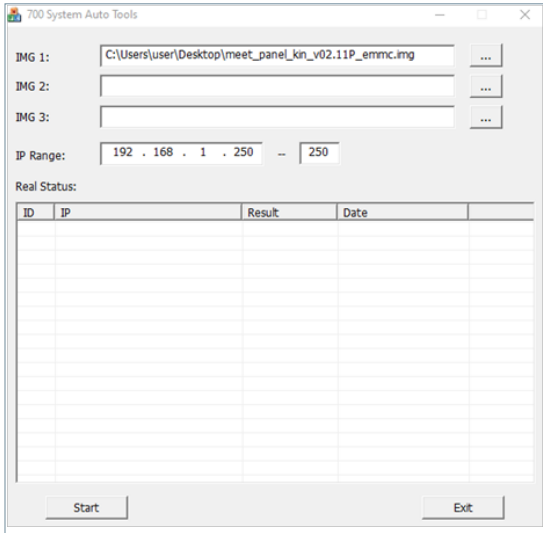 700 System Auto Tools
IMG 1: C:\Users\user\Desktop\meet_panel_kin_v02.11P_emmc.img ...
IMG 2: ...
IMG 3: ...
IP Range: 192 . 168 . 1 . 250 -- 250
Real Status:
ID IP Result Date
Start Exit